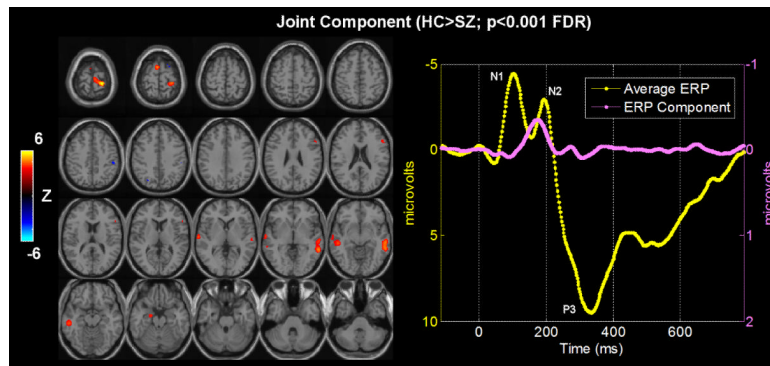 Joint Component (HC>SZ; p<0.001 FDR)
6
Z
-6
-5
0
5
10
microvolts
N1
N2
P3
Average ERP
ERP Component
-1
0
1
2
microvolts
0
200
400
600
Time (ms)